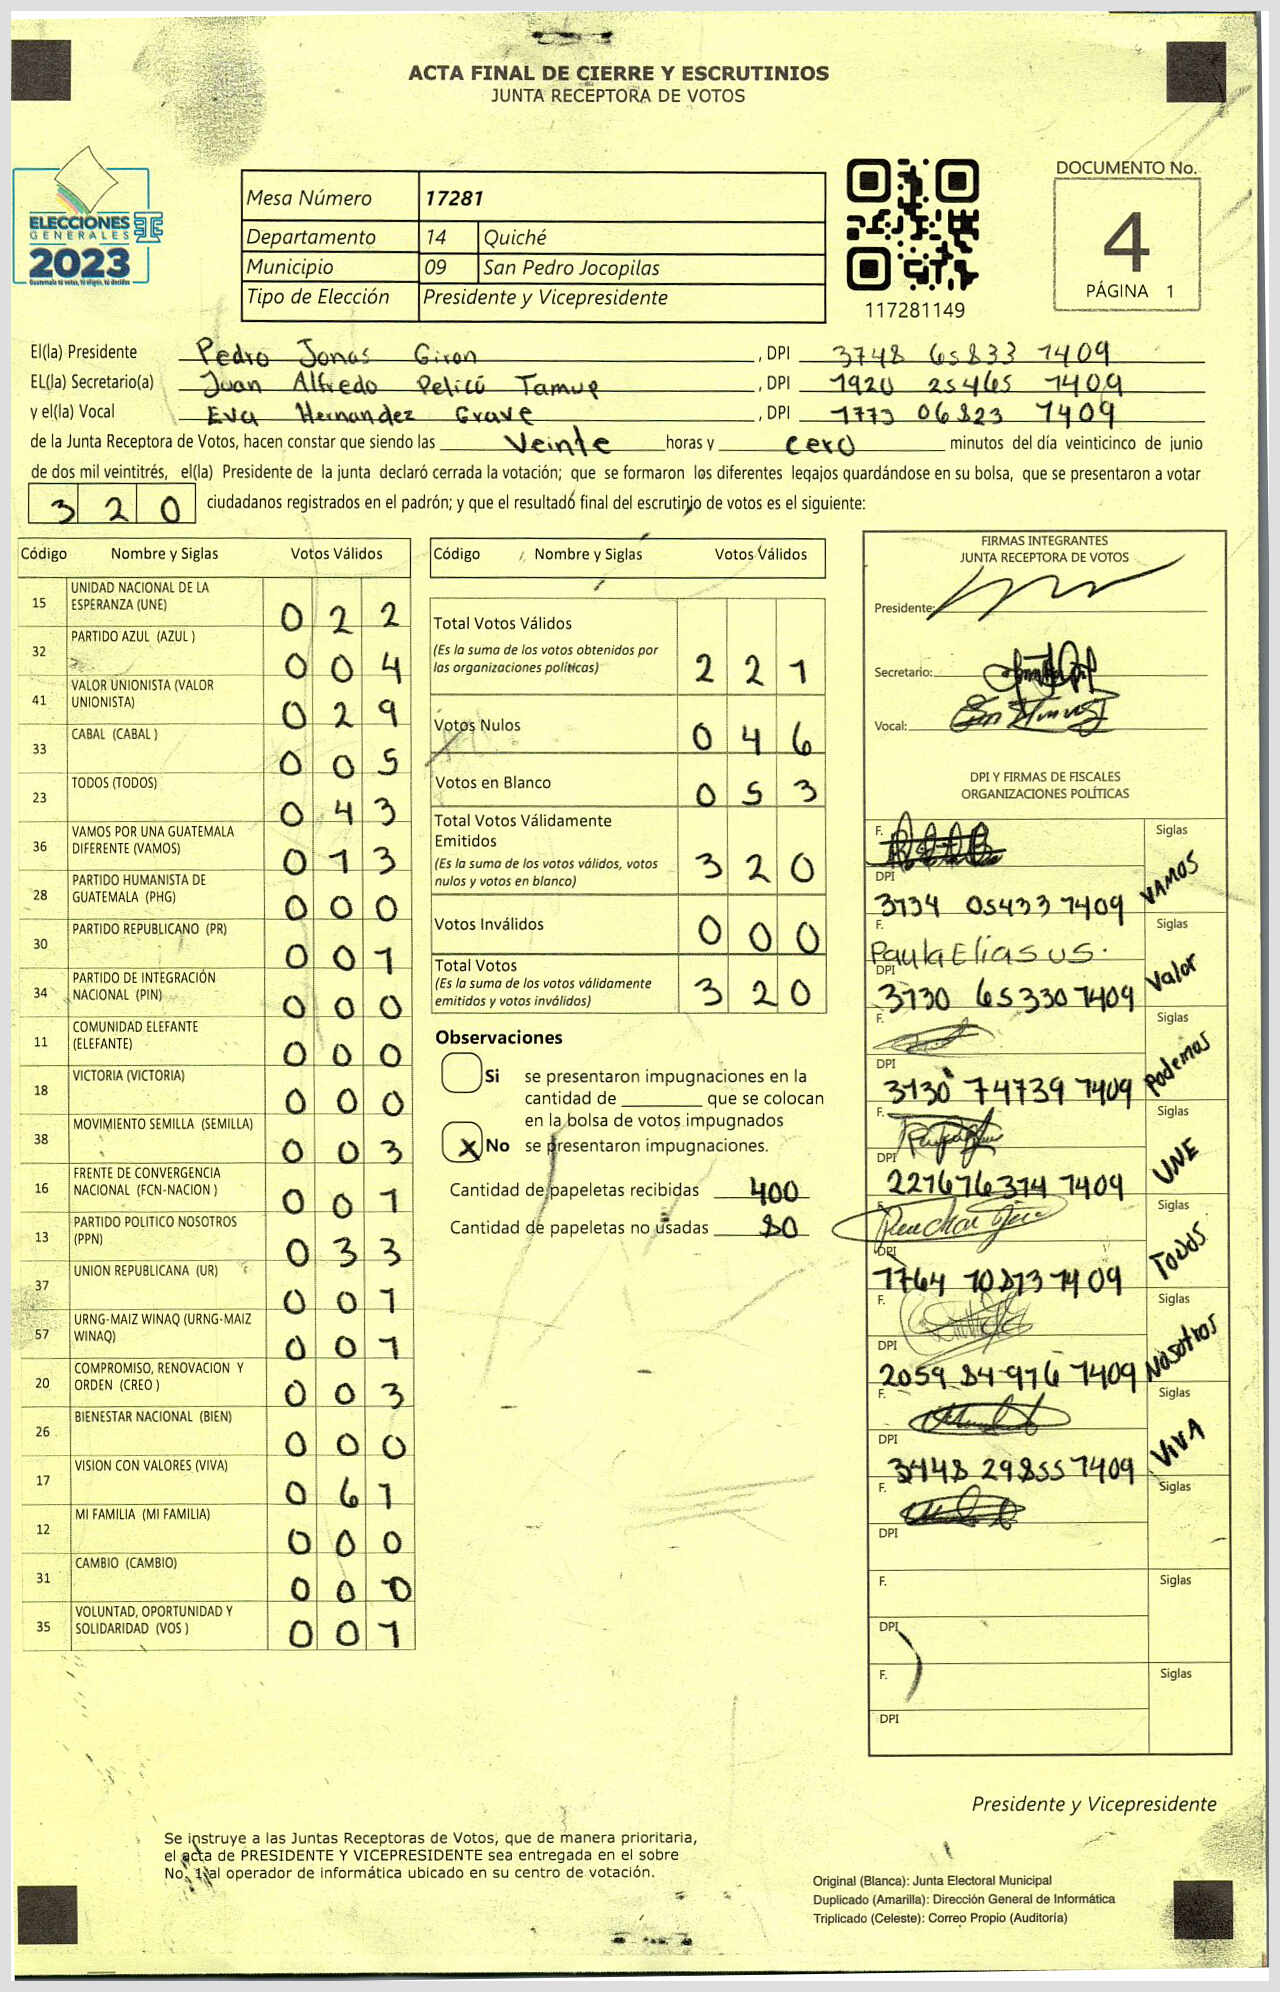 ACTA FINAL DE CIERRE Y ESCRUTINIOS
JUNTA RECEPTORA DE VOTOS
ELECCIONES
GENERALES
2023
Guatemala tú votas, tú eliges, tú decides
Mesa Número 17281
Departamento 14 Quiché
Municipio 09 San Pedro Jocopilas
Tipo de Elección Presidente y Vicepresidente
117281149
DOCUMENTO No.
4
PÁGINA 1
El(la) Presidente Pedro Jonas Giron , DPI 3748 65833 1409
EL(la) Secretario(a) Juan Alfredo Pelicó Tamup , DPI 1920 25465 1409
y el(la) Vocal Eva Hernandez Grave , DPI 1773 06823 1409
de la Junta Receptora de Votos, hacen constar que siendo las Veinte horas y cero minutos del día veinticinco de junio
de dos mil veintitrés, el(la) Presidente de la junta declaró cerrada la votación; que se formaron los diferentes legajos guardándose en su bolsa, que se presentaron a votar
3 2 0 ciudadanos registrados en el padrón; y que el resultado final del escrutinio de votos es el siguiente:
Código Nombre y Siglas Votos Válidos
15 UNIDAD NACIONAL DE LA ESPERANZA (UNE) 0 2 2
32 PARTIDO AZUL (AZUL ) 0 0 4
41 VALOR UNIONISTA (VALOR UNIONISTA) 0 2 9
33 CABAL (CABAL ) 0 0 5
23 TODOS (TODOS) 0 4 3
36 VAMOS POR UNA GUATEMALA DIFERENTE (VAMOS) 0 1 3
28 PARTIDO HUMANISTA DE GUATEMALA (PHG) 0 0 0
30 PARTIDO REPUBLICANO (PR) 0 0 1
34 PARTIDO DE INTEGRACIÓN NACIONAL (PIN) 0 0 0
11 COMUNIDAD ELEFANTE (ELEFANTE) 0 0 0
18 VICTORIA (VICTORIA) 0 0 0
38 MOVIMIENTO SEMILLA (SEMILLA) 0 0 3
16 FRENTE DE CONVERGENCIA NACIONAL (FCN-NACION ) 0 0 1
13 PARTIDO POLITICO NOSOTROS (PPN) 0 3 3
37 UNION REPUBLICANA (UR) 0 0 1
57 URNG-MAIZ WINAQ (URNG-MAIZ WINAQ) 0 0 1
20 COMPROMISO, RENOVACION Y ORDEN (CREO ) 0 0 3
26 BIENESTAR NACIONAL (BIEN) 0 0 0
17 VISION CON VALORES (VIVA) 0 6 1
12 MI FAMILIA (MI FAMILIA) 0 0 0
31 CAMBIO (CAMBIO) 0 0 0
35 VOLUNTAD, OPORTUNIDAD Y SOLIDARIDAD (VOS ) 0 0 1
Código Nombre y Siglas Votos Válidos
Total Votos Válidos
(Es la suma de los votos obtenidos por
las organizaciones políticas) 2 2 1
Votos Nulos 0 4 6
Votos en Blanco 0 5 3
Total Votos Válidamente
Emitidos
(Es la suma de los votos válidos, votos
nulos y votos en blanco) 3 2 0
Votos Inválidos 0 0 0
Total Votos
(Es la suma de los votos válidamente
emitidos y votos inválidos) 3 2 0
Observaciones
Si se presentaron impugnaciones en la
cantidad de ________ que se colocan
en la bolsa de votos impugnados
X No se presentaron impugnaciones.
Cantidad de papeletas recibidas 400
Cantidad de papeletas no usadas 80
FIRMAS INTEGRANTES
JUNTA RECEPTORA DE VOTOS
Presidente:
Secretario:
Vocal:
DPI Y FIRMAS DE FISCALES
ORGANIZACIONES POLÍTICAS
F. Siglas
DPI
3134 05433 1409 VAMOS
F. Siglas
Paula Elias US.
DPI
3130 65330 1409 Valor
F. Siglas
DPI
3130 74739 1409 Podemos
F. Siglas
DPI
221676314 1409 UNE
F. Siglas
DPI
1764 10813 1409 TODOS
F. Siglas
DPI
2059 84976 1409 Nosotros
F. Siglas
DPI
3448 29855 1409 VIVA
F. Siglas
DPI
F. Siglas
DPI
F. Siglas
DPI
Presidente y Vicepresidente
Se instruye a las Juntas Receptoras de Votos, que de manera prioritaria,
el acta de PRESIDENTE Y VICEPRESIDENTE sea entregada en el sobre
No. 1 al operador de informática ubicado en su centro de votación.
Original (Blanca): Junta Electoral Municipal
Duplicado (Amarilla): Dirección General de Informática
Triplicado (Celeste): Correo Propio (Auditoría)